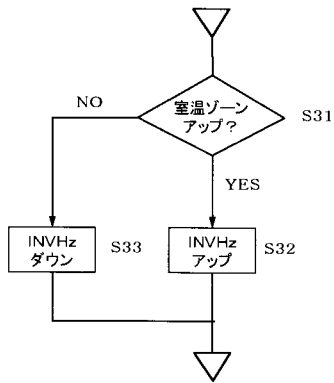 室温ゾーン
アップ?
S31
NO
YES
INVHz
ダウン
S33
INVHz
アップ
S32